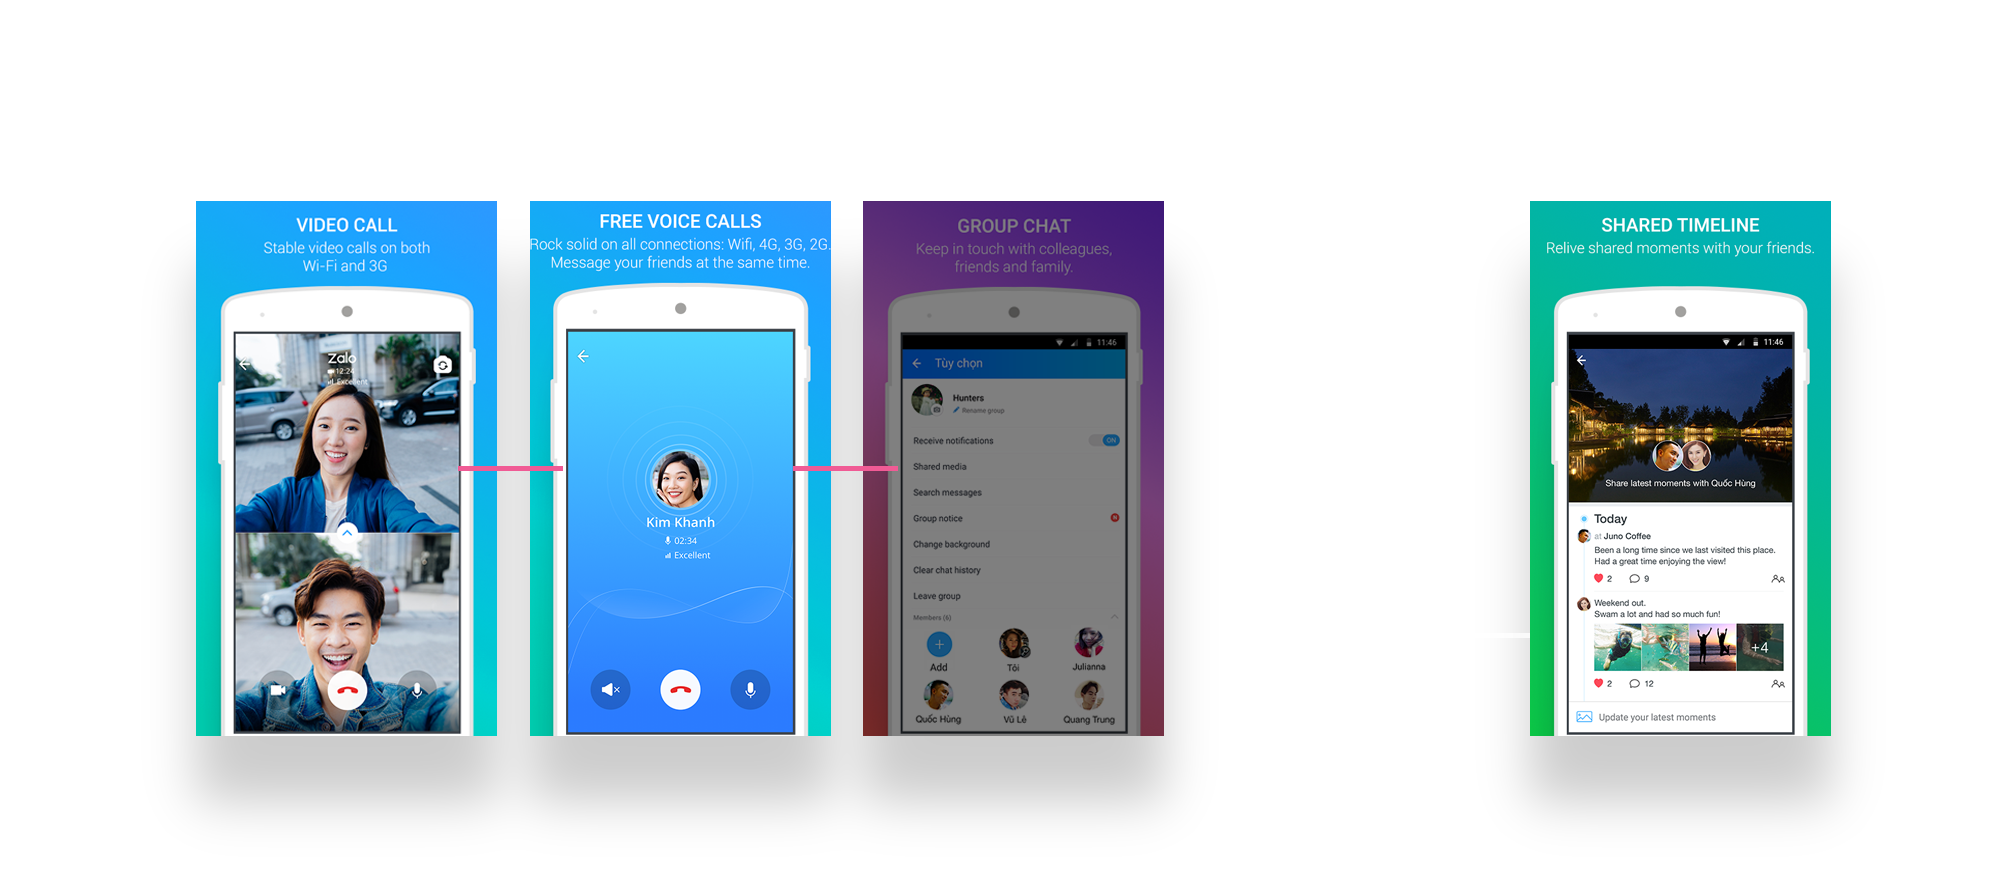 VIDEO CALL
Stable video calls on both
Wi-Fi and 3G
Zalo
12:24
Excellent
FREE VOICE CALLS
Rock solid on all connections: Wifi, 4G, 3G, 2G.
Message your friends at the same time.
Kim Khanh
02:34
Excellent
GROUP CHAT
Keep in touch with colleagues,
friends and family.
11:46
Tùy chọn
Hunters
Rename group
Receive notifications
ON
Shared media
Search messages
Group notice
N
Change background
Clear chat history
Leave group
Members (6)
Add
Tôi
Julianna
Quốc Hùng
Vũ Lê
Quang Trung
SHARED TIMELINE
Relive shared moments with your friends.
11:46
Share latest moments with Quốc Hùng
Today
at Juno Coffee
Been a long time since we last visited this place.
Had a great time enjoying the view!
2 9
Weekend out.
Swam a lot and had so much fun!
+4
2 12
Update your latest moments